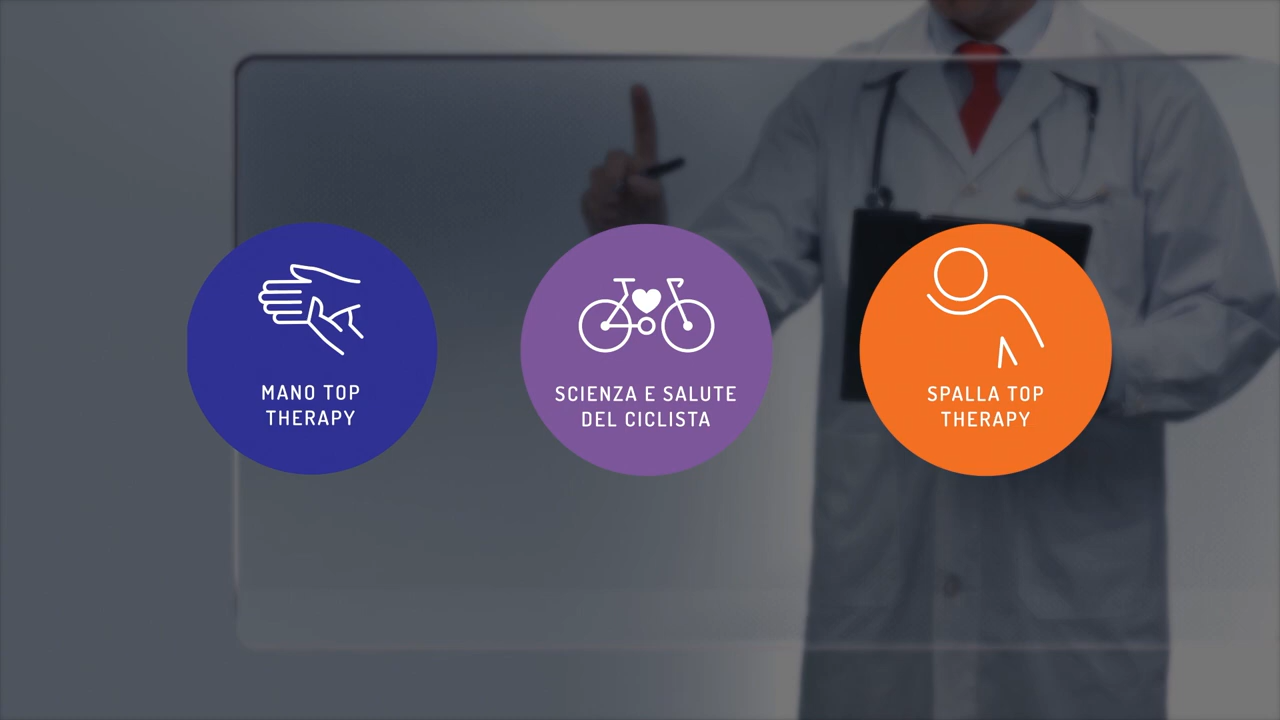 MANO TOP
THERAPY
SCIENZA E SALUTE
DEL CICLISTA
SPALLA TOP
THERAPY